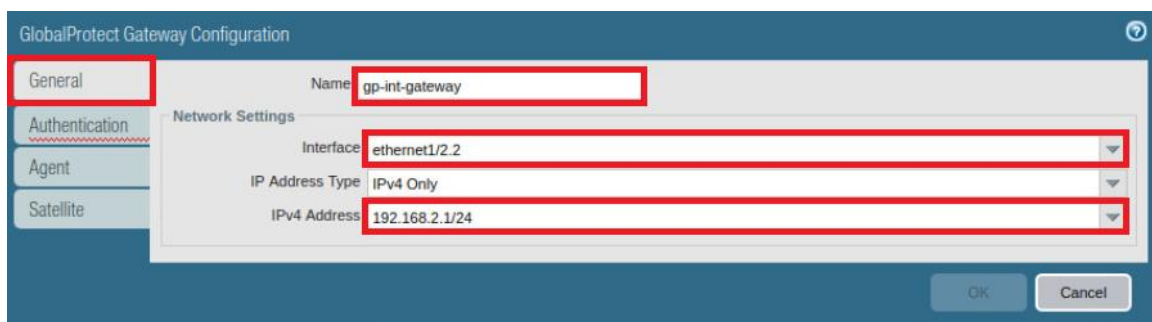 GlobalProtect Gateway Configuration
General
Authentication
Agent
Satellite
Name gp-int-gateway
Network Settings
Interface ethernet1/2.2
IP Address Type IPv4 Only
IPv4 Address 192.168.2.1/24
OK Cancel